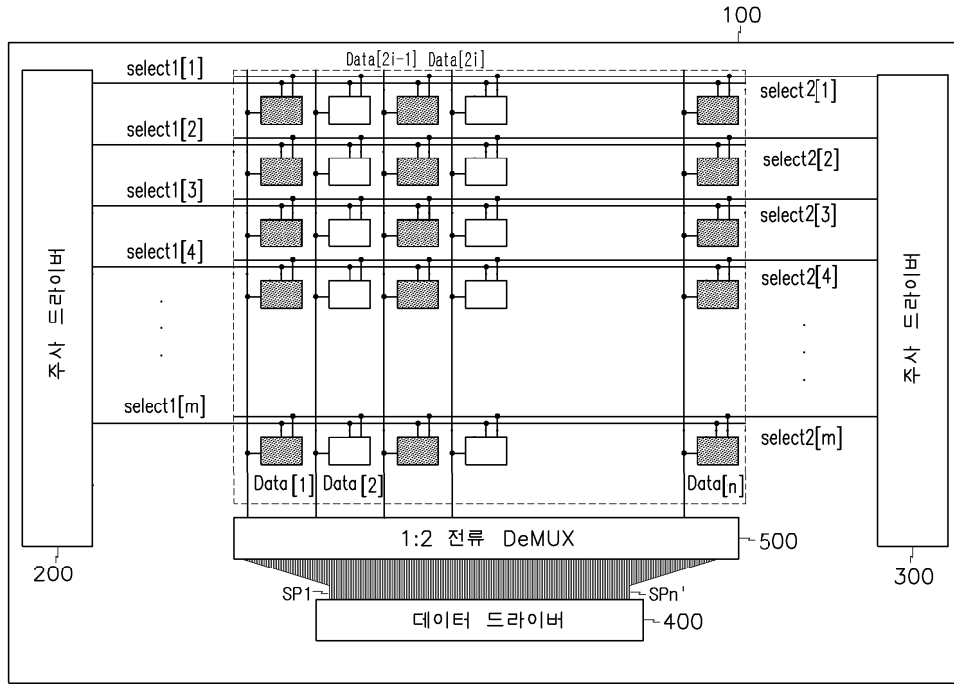 100
Data[2i-1] Data[2i]
select1[1]
select2[1]
select1[2]
select2[2]
select1[3]
select2[3]
select1[4]
select2[4]
주사 드라이버
주사 드라이버
select1[m]
select2[m]
Data[1] Data[2] Data[n]
1:2 전류 DeMUX
500
200
300
SP1
SPn'
데이터 드라이버
400